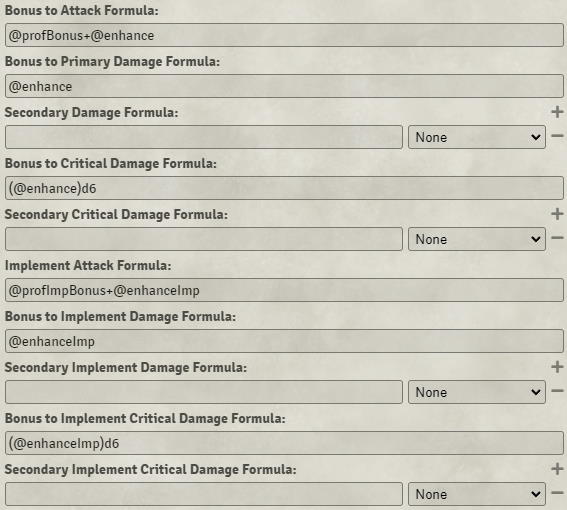 Bonus to Attack Formula:
@profBonus+@enhance
Bonus to Primary Damage Formula:
@enhance
Secondary Damage Formula:
None
Bonus to Critical Damage Formula:
(@enhance)d6
Secondary Critical Damage Formula:
None
Implement Attack Formula:
@profImpBonus+@enhanceImp
Bonus to Implement Damage Formula:
@enhanceImp
Secondary Implement Damage Formula:
None
Bonus to Implement Critical Damage Formula:
(@enhanceImp)d6
Secondary Implement Critical Damage Formula:
None